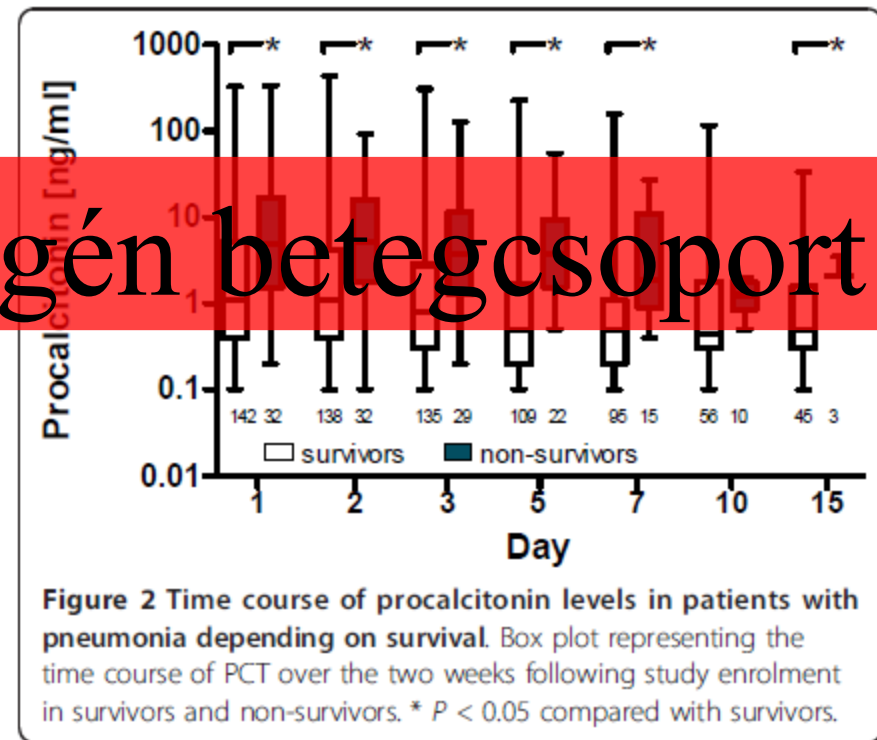 1000
* * * * * *
100
Procalcitonin [ng/ml]
10
gén betegcsoport
1
0.1
142 32 138 32 135 29 109 22 95 15 56 10 45 3
survivors non-survivors
0.01
1 2 3 5 7 10 15
Day
Figure 2 Time course of procalcitonin levels in patients with
pneumonia depending on survival. Box plot representing the
time course of PCT over the two weeks following study enrolment
in survivors and non-survivors. * P < 0.05 compared with survivors.